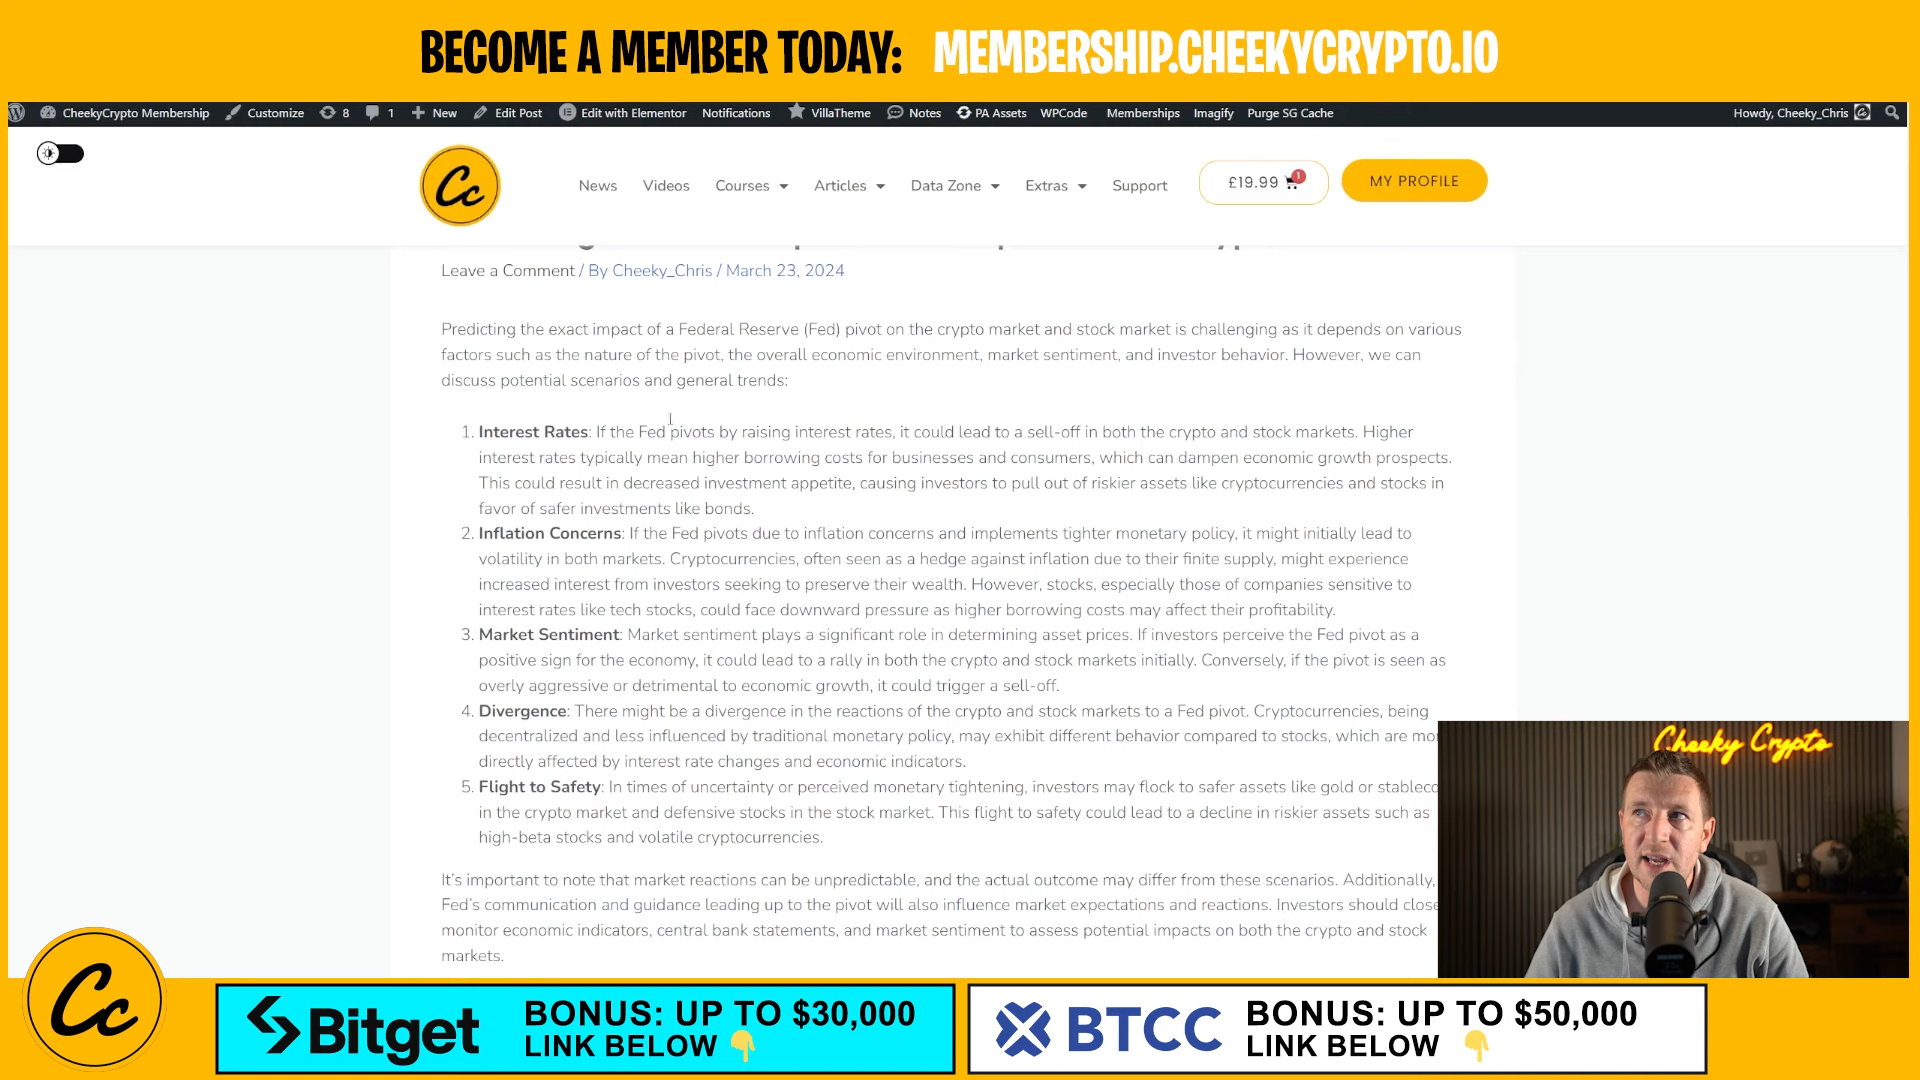 BECOME A MEMBER TODAY: MEMBERSHIP.CHEEKYCRYPTO.IO
CheekyCrypto Membership Customize 8 1 New Edit Post Edit with Elementor Notifications VillaTheme Notes PA Assets WPCode Memberships Imagify Purge SG Cache Howdy, Cheeky_Chris
Cc News Videos Courses Articles Data Zone Extras Support £19.99 1 MY PROFILE
Leave a Comment / By Cheeky_Chris / March 23, 2024
Predicting the exact impact of a Federal Reserve (Fed) pivot on the crypto market and stock market is challenging as it depends on various
factors such as the nature of the pivot, the overall economic environment, market sentiment, and investor behavior. However, we can
discuss potential scenarios and general trends:
1. Interest Rates: If the Fed pivots by raising interest rates, it could lead to a sell-off in both the crypto and stock markets. Higher
interest rates typically mean higher borrowing costs for businesses and consumers, which can dampen economic growth prospects.
This could result in decreased investment appetite, causing investors to pull out of riskier assets like cryptocurrencies and stocks in
favor of safer investments like bonds.
2. Inflation Concerns: If the Fed pivots due to inflation concerns and implements tighter monetary policy, it might initially lead to
volatility in both markets. Cryptocurrencies, often seen as a hedge against inflation due to their finite supply, might experience
increased interest from investors seeking to preserve their wealth. However, stocks, especially those of companies sensitive to
interest rates like tech stocks, could face downward pressure as higher borrowing costs may affect their profitability.
3. Market Sentiment: Market sentiment plays a significant role in determining asset prices. If investors perceive the Fed pivot as a
positive sign for the economy, it could lead to a rally in both the crypto and stock markets initially. Conversely, if the pivot is seen as
overly aggressive or detrimental to economic growth, it could trigger a sell-off.
4. Divergence: There might be a divergence in the reactions of the crypto and stock markets to a Fed pivot. Cryptocurrencies, being
decentralized and less influenced by traditional monetary policy, may exhibit different behavior compared to stocks, which are mo
directly affected by interest rate changes and economic indicators.
5. Flight to Safety: In times of uncertainty or perceived monetary tightening, investors may flock to safer assets like gold or stableco
in the crypto market and defensive stocks in the stock market. This flight to safety could lead to a decline in riskier assets such as
high-beta stocks and volatile cryptocurrencies.
It's important to note that market reactions can be unpredictable, and the actual outcome may differ from these scenarios. Additionally,
Fed's communication and guidance leading up to the pivot will also influence market expectations and reactions. Investors should close
monitor economic indicators, central bank statements, and market sentiment to assess potential impacts on both the crypto and stock
markets.
Cheeky Crypto
Cc
Bitget BONUS: UP TO $30,000
LINK BELOW
BTCC BONUS: UP TO $50,000
LINK BELOW